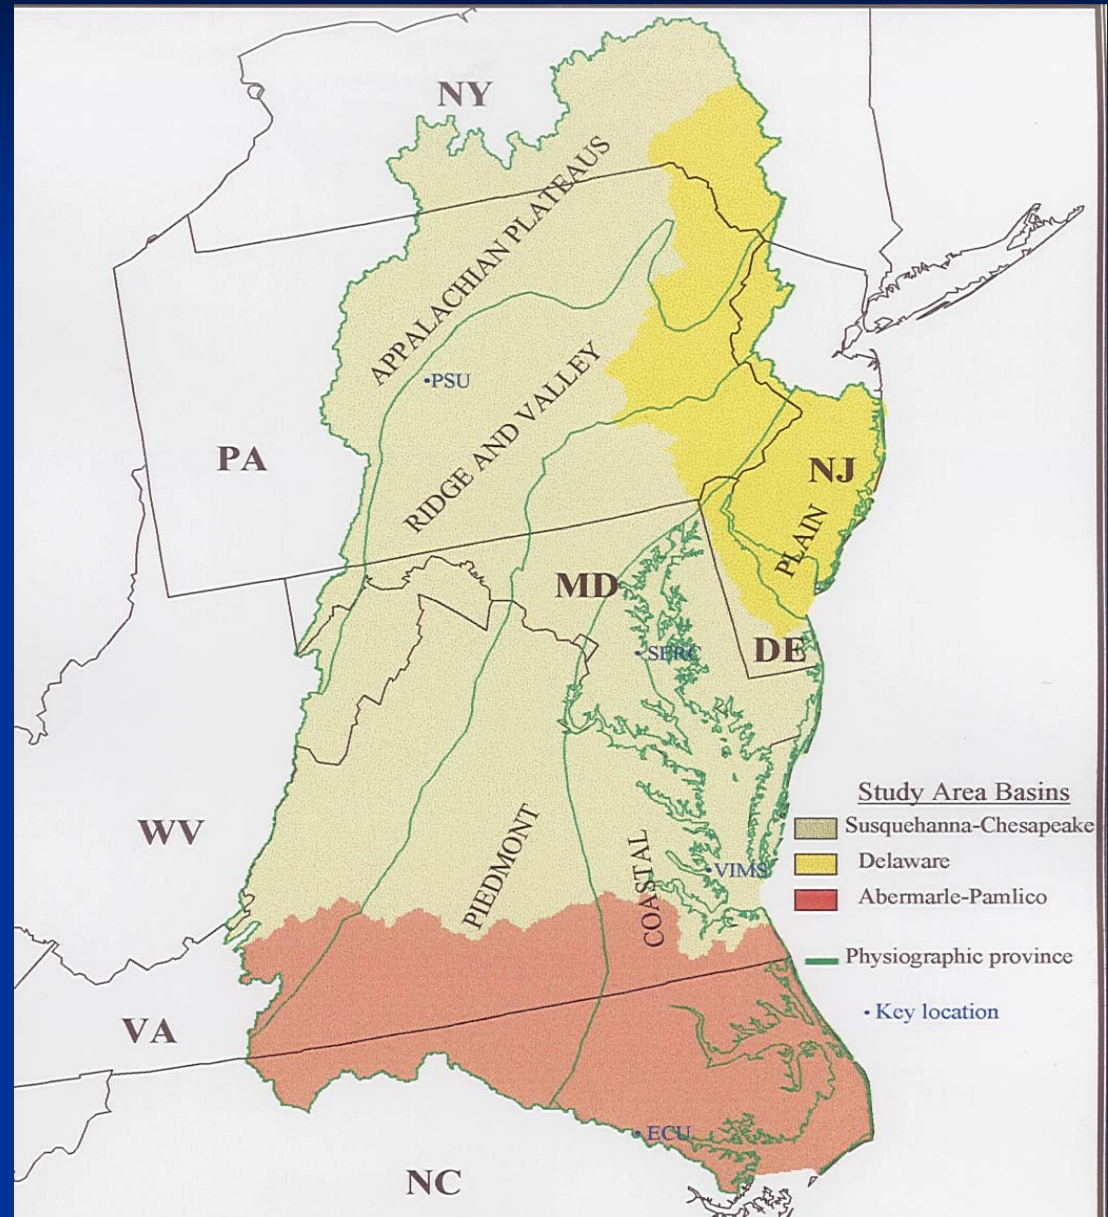 NY
APPALACHIAN PLATEAUS
PSU
RIDGE AND VALLEY
PA
NJ
PLAIN
MD
SERC
DE
Study Area Basins
Susquehanna-Chesapeake
Delaware
Abermarle-Pamlico
WV
PIEDMONT
COASTAL
VIMS
Physiographic province
Key location
VA
ECU
NC